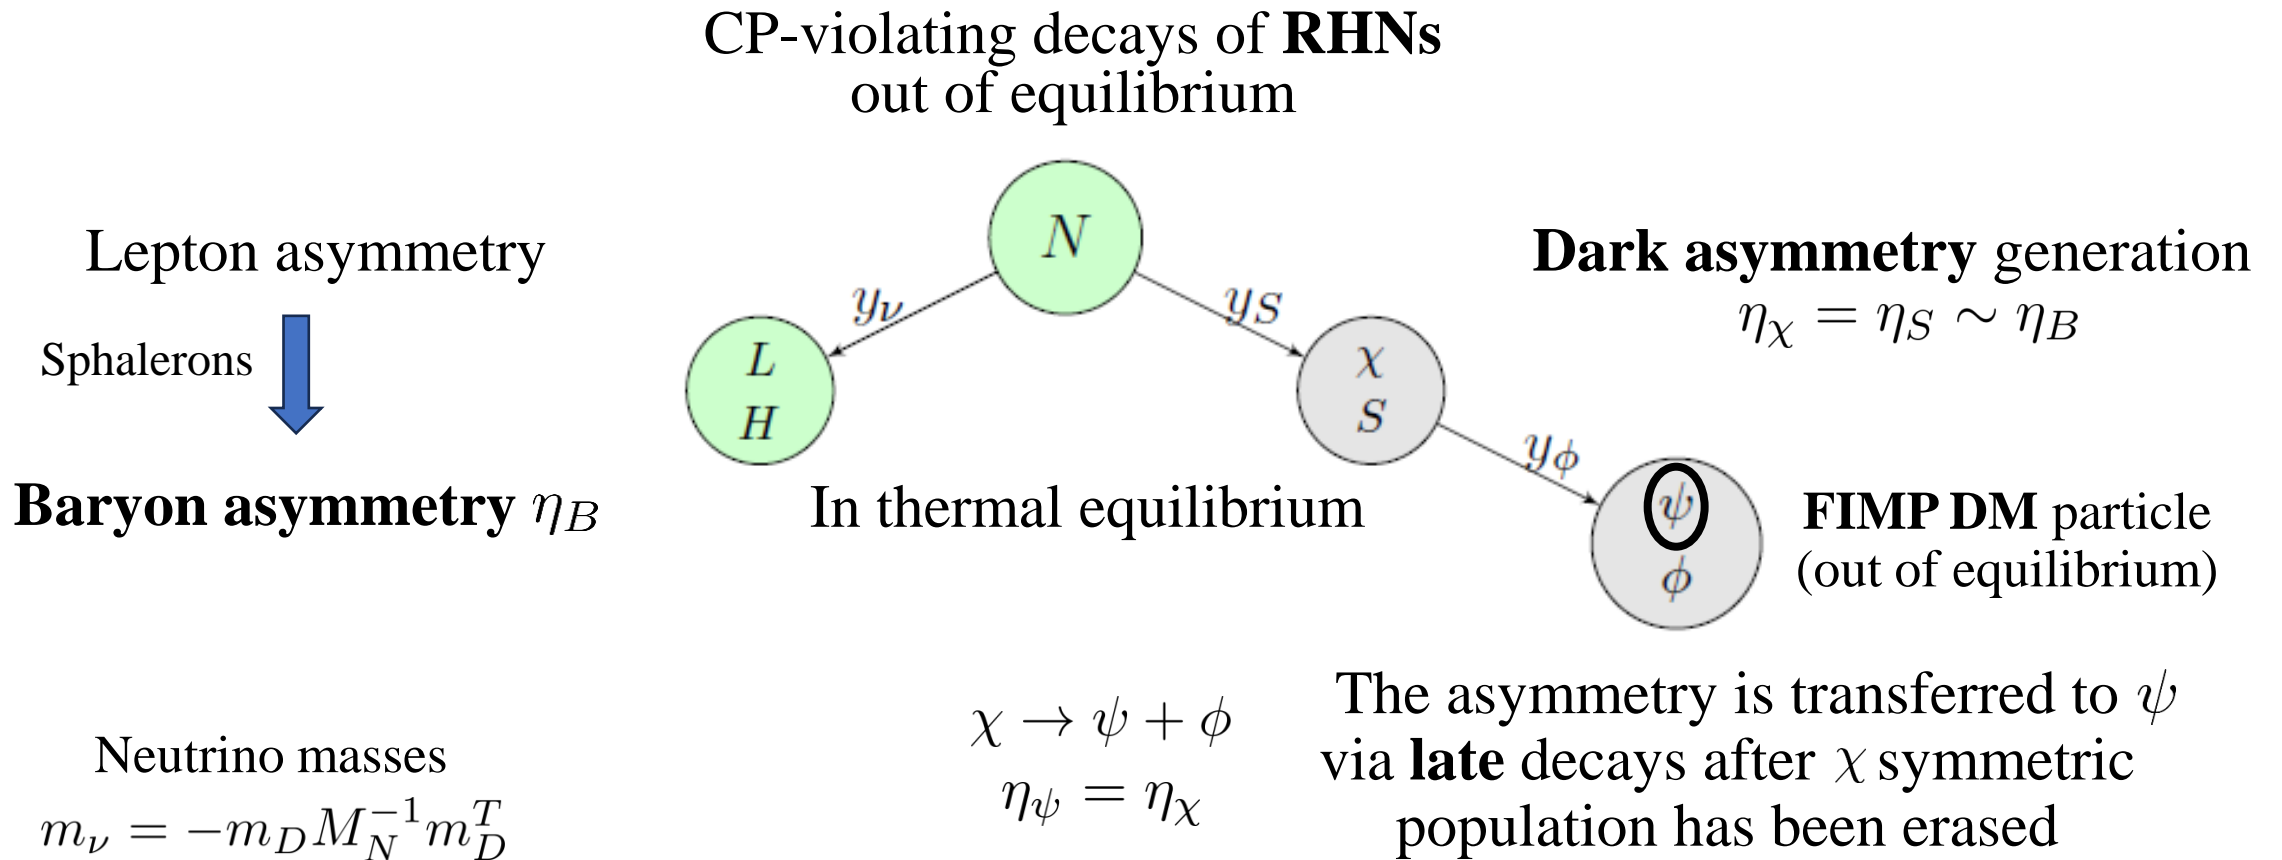 CP-violating decays of RHNs
out of equilibrium
N
Lepton asymmetry
Dark asymmetry generation
y_ν
y_S
η_χ = η_S ∼ η_B
Sphalerons
L
H
χ
S
y_ϕ
Baryon asymmetry η_B
In thermal equilibrium
ψ
ϕ
FIMP DM particle
(out of equilibrium)
χ → ψ + ϕ
η_ψ = η_χ
The asymmetry is transferred to ψ
via late decays after χ symmetric
population has been erased
Neutrino masses
m_ν = −m_D M_N^{−1} m_D^T